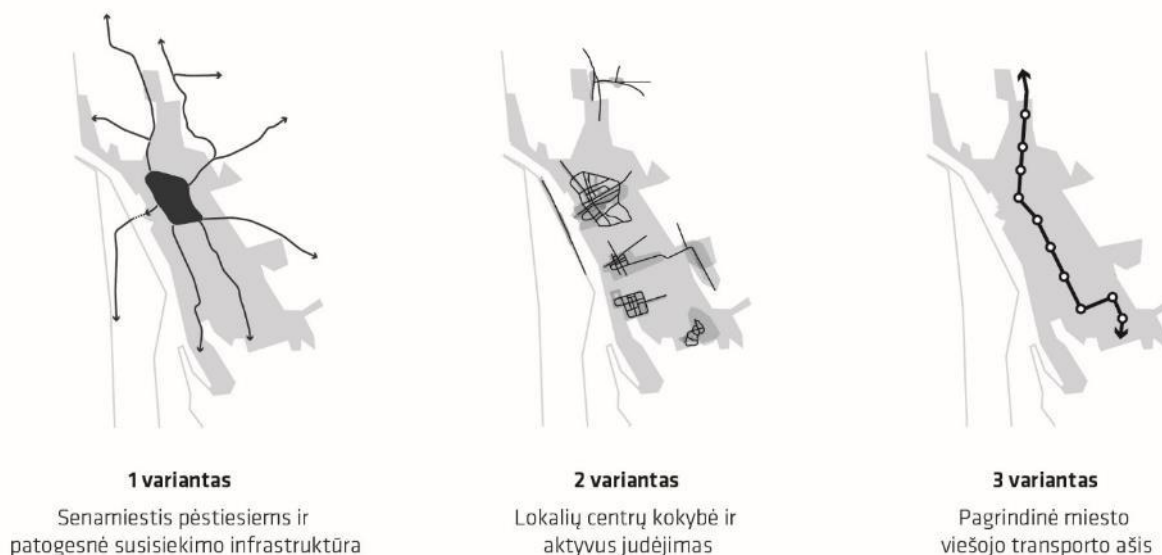 1 variantas
Senamiestis pėstiesiems ir
patogesnė susisiekimo infrastruktūra
2 variantas
Lokalių centrų kokybė ir
aktyvus judėjimas
3 variantas
Pagrindinė miesto
viešojo transporto ašis